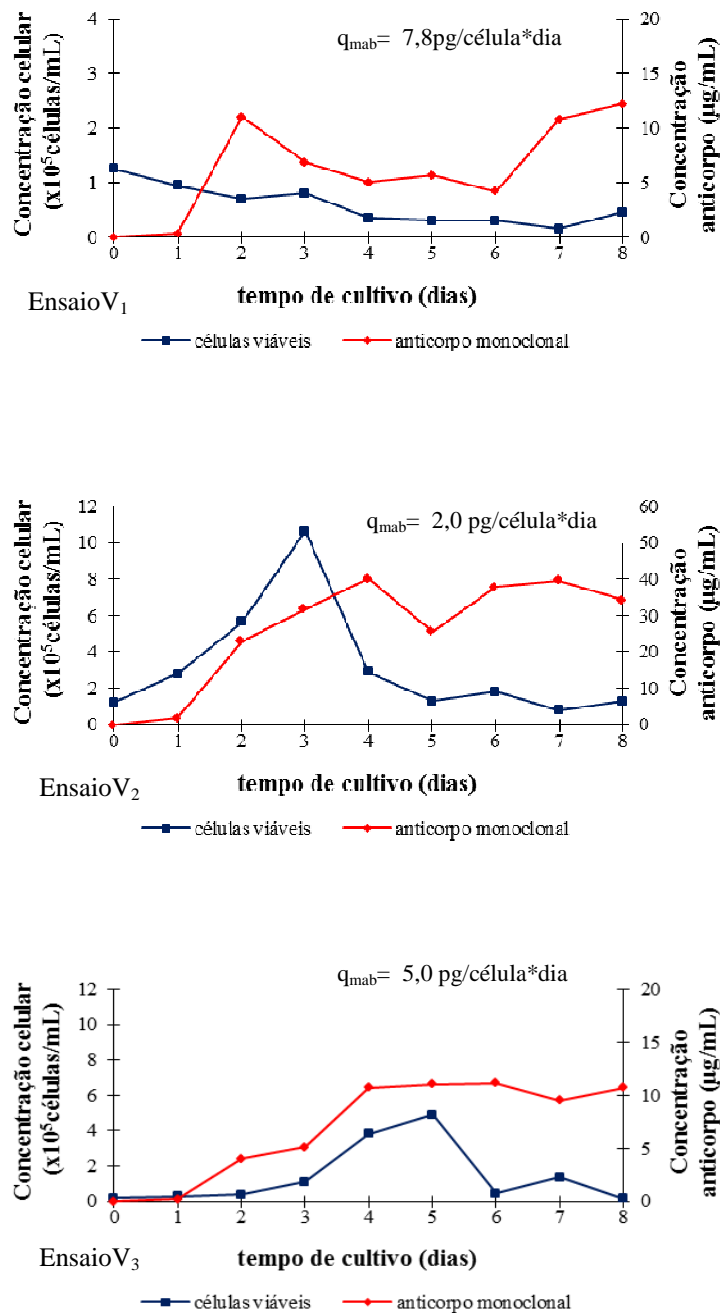 q_mab= 7,8pg/célula*dia
Concentração celular
(x10⁵células/mL)
4
3
2
1
0
20
15
10
5
0
Concentração
anticorpo (µg/mL)
0 1 2 3 4 5 6 7 8
EnsaioV₁
tempo de cultivo (dias)
células viáveis anticorpo monoclonal
q_mab= 2,0 pg/célula*dia
Concentração celular
(x10⁵células/mL)
12
10
8
6
4
2
0
60
50
40
30
20
10
0
Concentração
anticorpo (µg/mL)
0 1 2 3 4 5 6 7 8
EnsaioV₂
tempo de cultivo (dias)
células viáveis anticorpo monoclonal
q_mab= 5,0 pg/célula*dia
Concentração celular
(x10⁵células/mL)
12
10
8
6
4
2
0
20
15
10
5
0
Concentração
anticorpo (µg/mL)
0 1 2 3 4 5 6 7 8
EnsaioV₃
tempo de cultivo (dias)
células viáveis anticorpo monoclonal